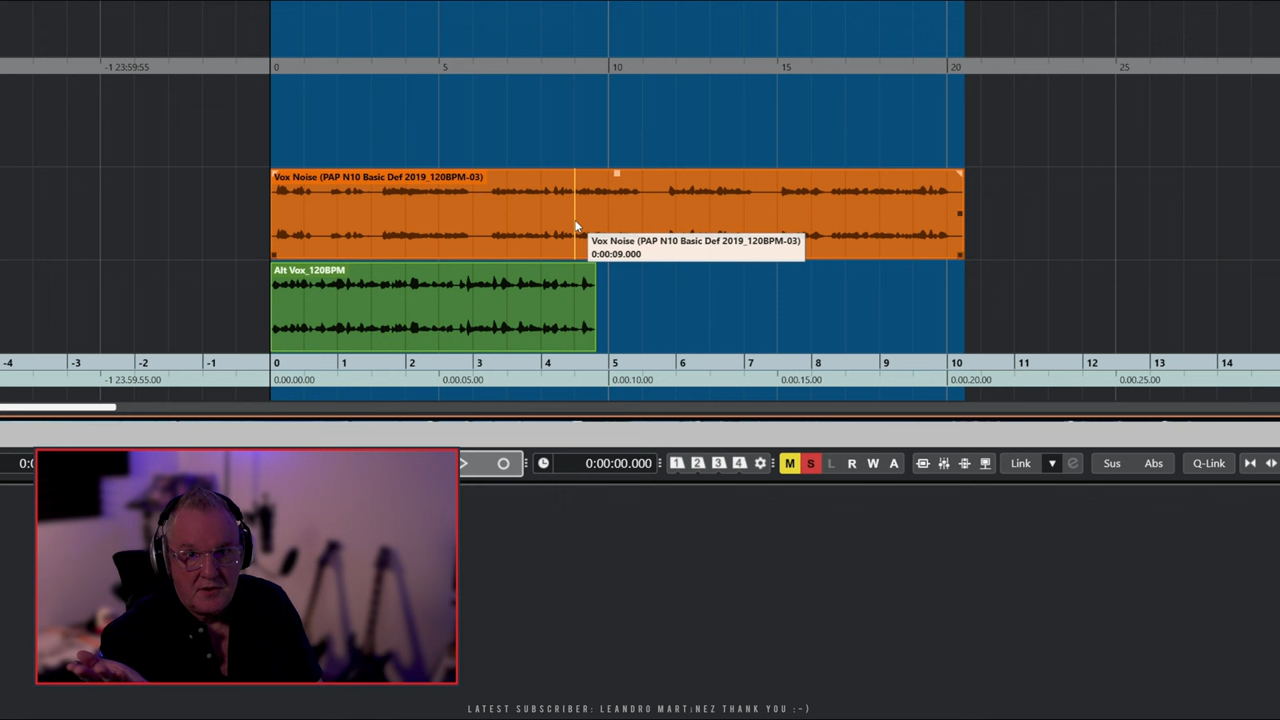 -1 23:59:55 0 5 10 15 20 25
Vox Noise (PAP N10 Basic Def 2019_120BPM-03)
Vox Noise (PAP N10 Basic Def 2019_120BPM-03)
0:00:09.000
Alt Vox_120BPM
-4 -3 -2 -1 0 1 2 3 4 5 6 7 8 9 10 11 12 13 14
-1 23:59:55.00 0.00.00.00 0.00.05.00 0.00.10.00 0.00.15.00 0.00.20.00 0.00.25.00
0:00:00.000 1 2 3 4 M S L R W A Link Sus Abs Q-Link
LATEST SUBSCRIBER: LEANDRO MARTINEZ THANK YOU :-)